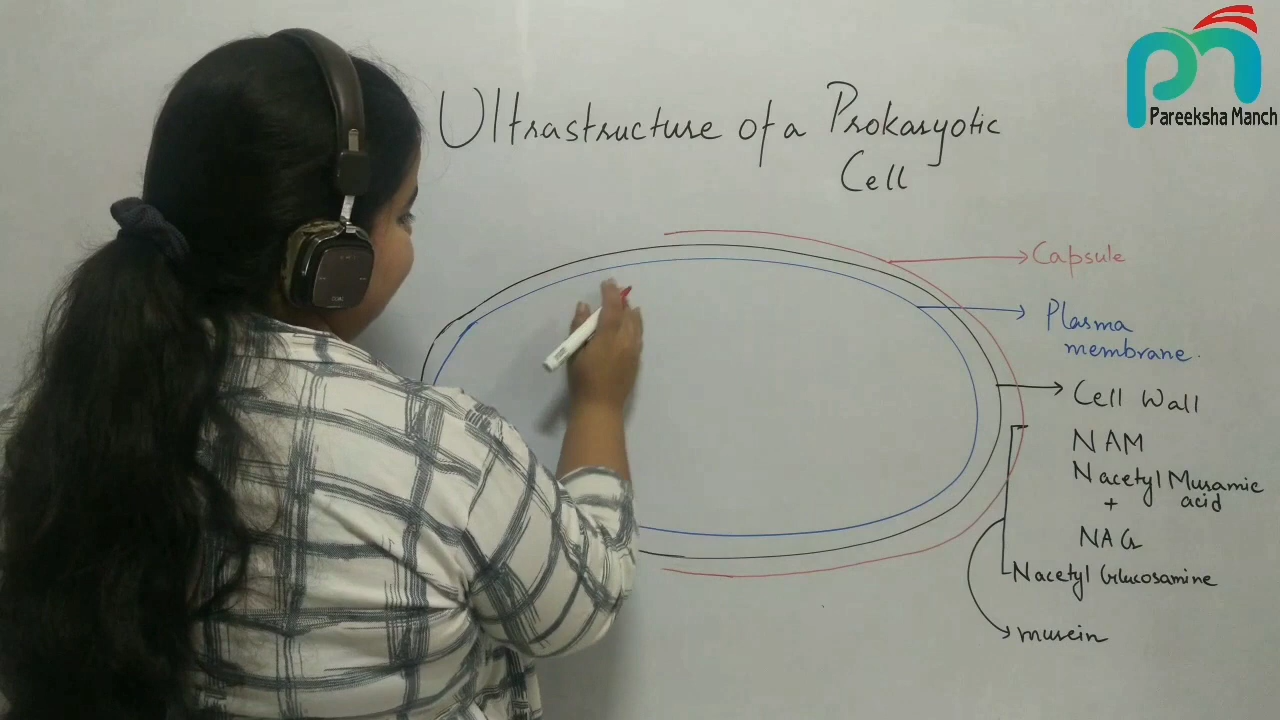 Ultrastructure of a Prokaryotic
Cell
Pareeksha Manch
Capsule
Plasma
membrane.
Cell Wall
NAM
N acetyl Muramic
+ acid
NAG
N acetyl Glucosamine
murein